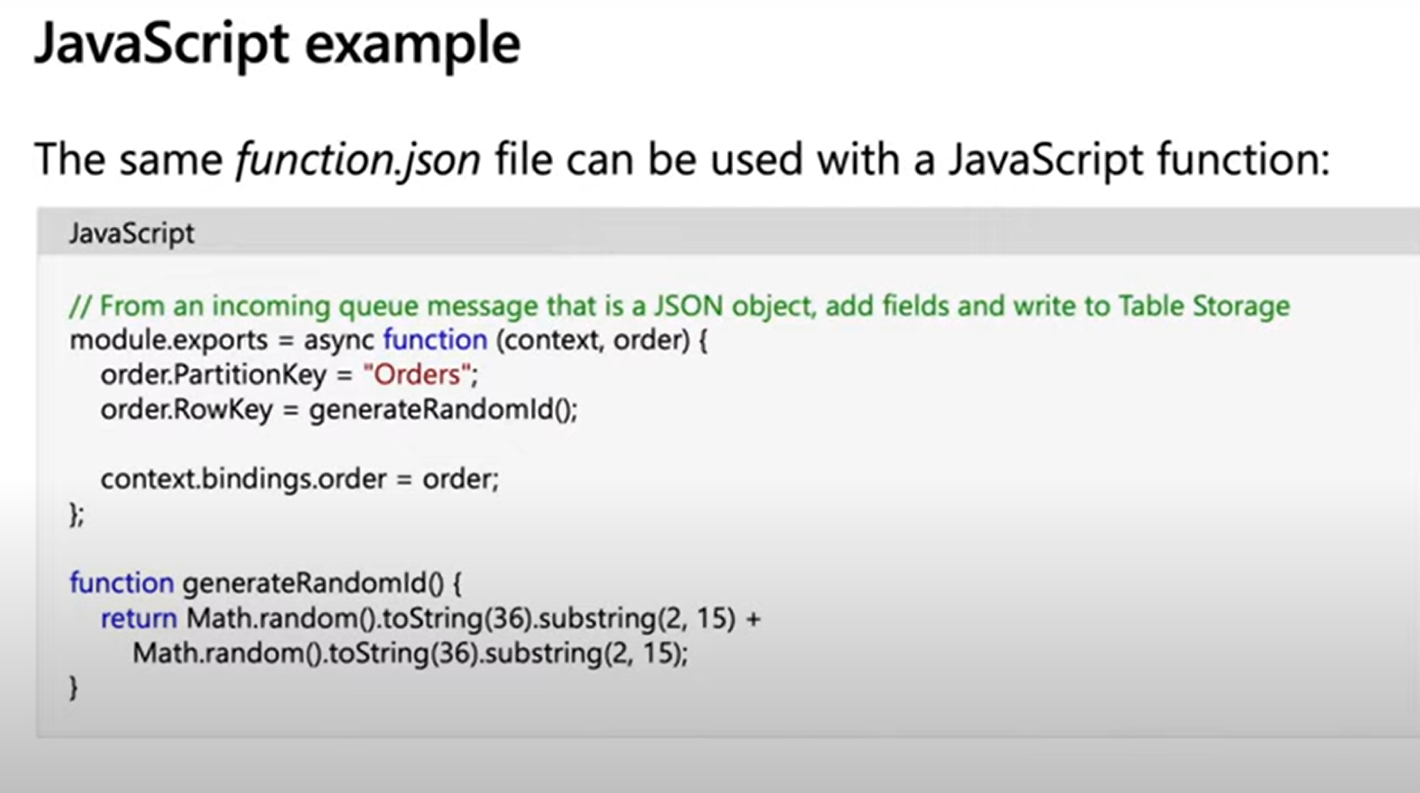 JavaScript example
The same function.json file can be used with a JavaScript function:
JavaScript
// From an incoming queue message that is a JSON object, add fields and write to Table Storage
module.exports = async function (context, order) {
order.PartitionKey = "Orders";
order.RowKey = generateRandomId();
context.bindings.order = order;
};
function generateRandomId() {
return Math.random().toString(36).substring(2, 15) +
Math.random().toString(36).substring(2, 15);
}